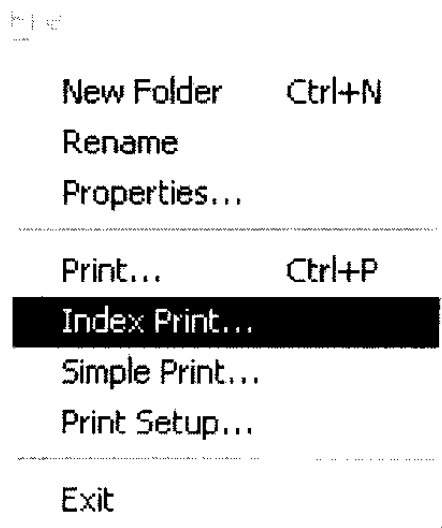 New Folder Ctrl+N
Rename
Properties...
Print... Ctrl+P
Index Print...
Simple Print...
Print Setup...
Exit